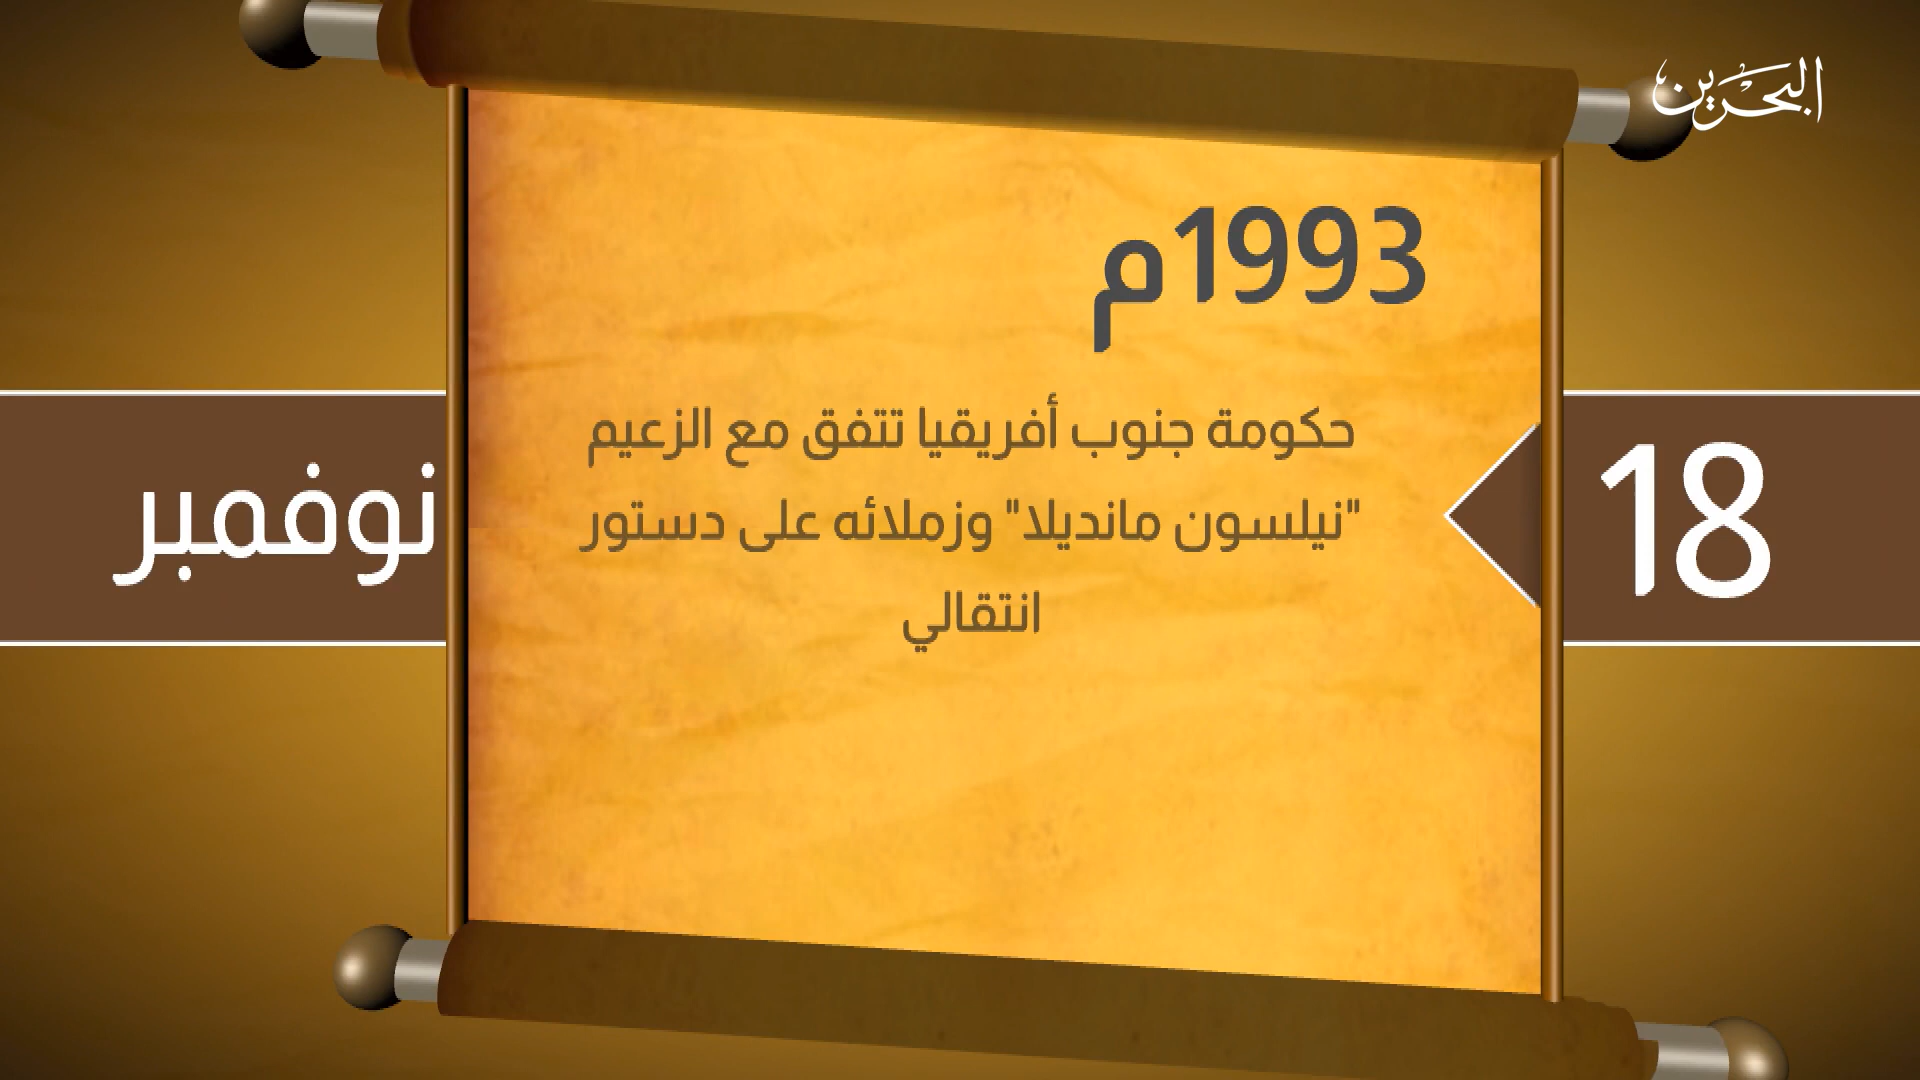 البحرين
1993م
18
نوفمبر
حكومة جنوب أفريقيا تتفق مع الزعيم
"نيلسون مانديلا" وزملائه على دستور
انتقالي